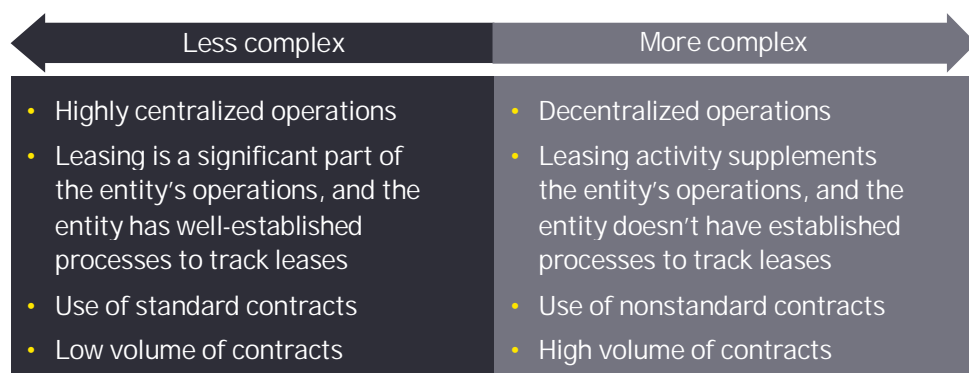 Less complex
More complex
• Highly centralized operations
• Leasing is a significant part of
the entity's operations, and the
entity has well-established
processes to track leases
• Use of standard contracts
• Low volume of contracts
• Decentralized operations
• Leasing activity supplements
the entity's operations, and the
entity doesn't have established
processes to track leases
• Use of nonstandard contracts
• High volume of contracts